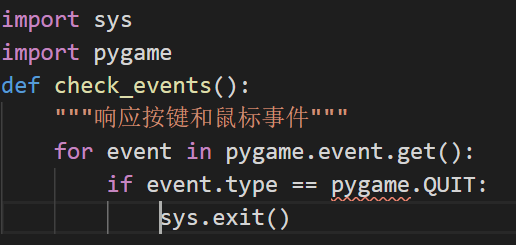 import sys
import pygame
def check_events():
    """响应按键和鼠标事件"""
    for event in pygame.event.get():
        if event.type == pygame.QUIT:
            sys.exit()